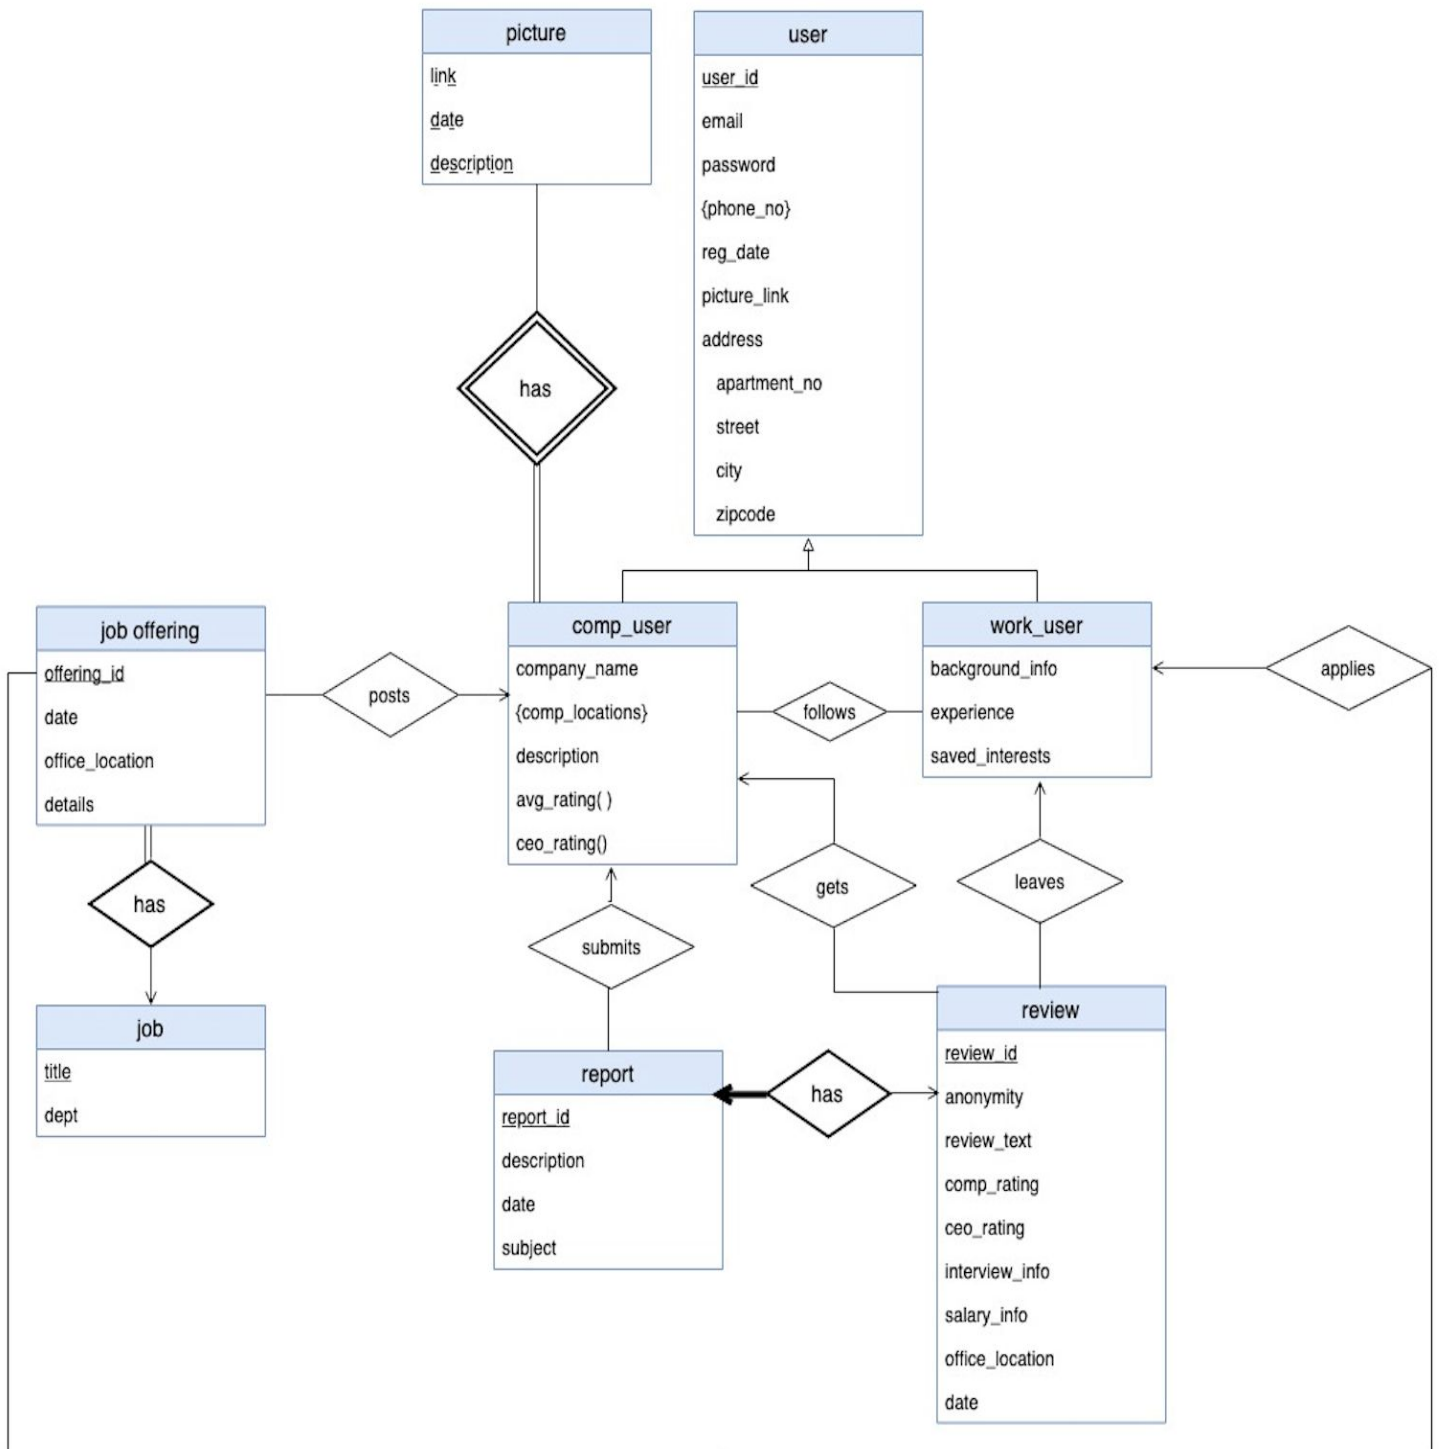 picture
link
date
description
user
user_id
email
password
{phone_no}
reg_date
picture_link
address
apartment_no
street
city
zipcode
has
job offering
offering_id
date
office_location
details
posts
comp_user
company_name
{comp_locations}
description
avg_rating( )
ceo_rating()
follows
work_user
background_info
experience
saved_interests
applies
has
job
title
dept
submits
gets
leaves
report
report_id
description
date
subject
has
review
review_id
anonymity
review_text
comp_rating
ceo_rating
interview_info
salary_info
office_location
date